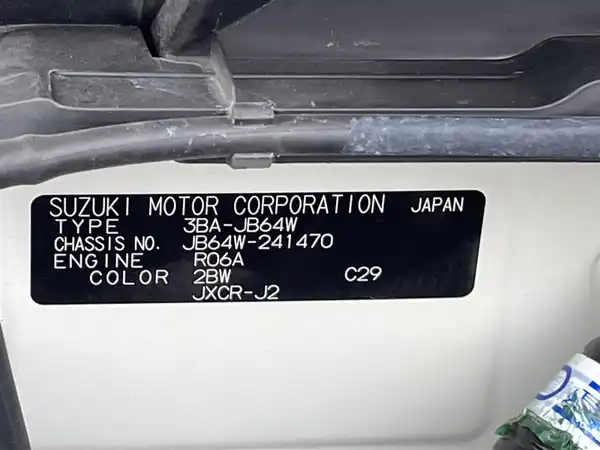 SUZUKI MOTOR CORPORATION JAPAN
TYPE 3BA-JB64W
CHASSIS NO. JB64W-241470
ENGINE R06A
COLOR 2BW C29
JXCR-J2